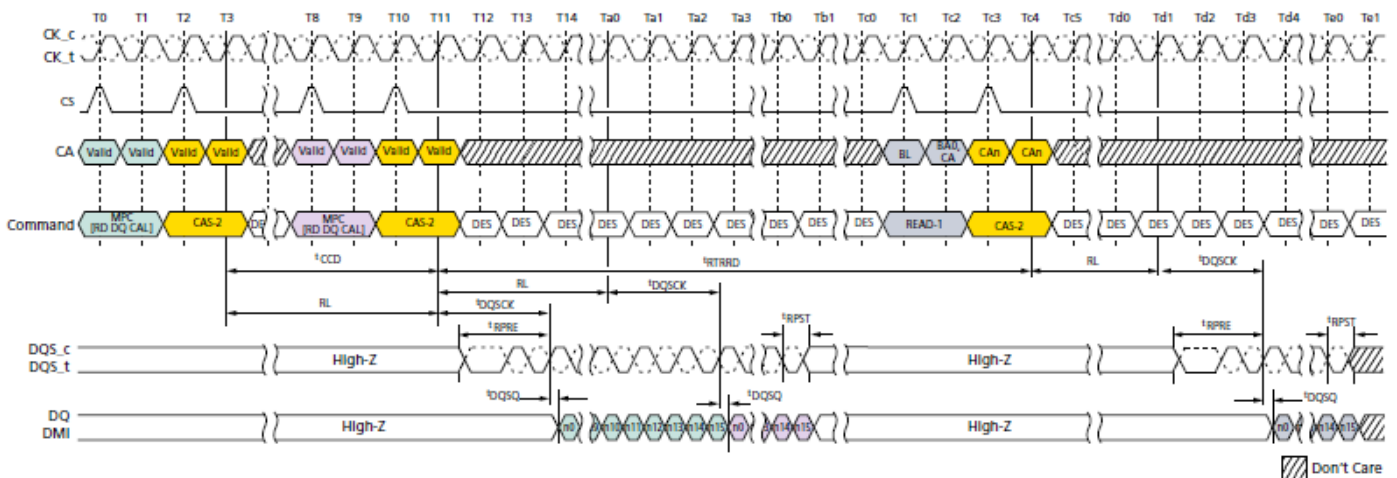 T0 T1 T2 T3 T8 T9 T10 T11 T12 T13 T14 Ta0 Ta1 Ta2 Ta3 Tb0 Tb1 Tc0 Tc1 Tc2 Tc3 Tc4 Tc5 Td0 Td1 Td2 Td3 Td4 Te0 Te1
CK_c
CK_t
CS
CA Valid Valid Valid Valid Valid Valid Valid Valid BL BA0, CA CAn CAn
Command MPC [RD DQ CAL] CAS-2 DE MPC [RD DQ CAL] CAS-2 DES DES DES DES DES DES DES DES DES DES READ-1 CAS-2 DES DES DES DES DES DES DES DES
tCCD tRTRRD RL tDQSCK
RL tDQSCK
RL tDQSCK
tRPRE tRPST tRPRE tRPST
DQS_c
DQS_t High-Z High-Z
tDQSQ tDQSQ tDQSQ
DQ
DMI High-Z n0 9 n10 n11 n12 n13 n14 n15 n0 n14 n15 High-Z n0 n14 n15
Don't Care